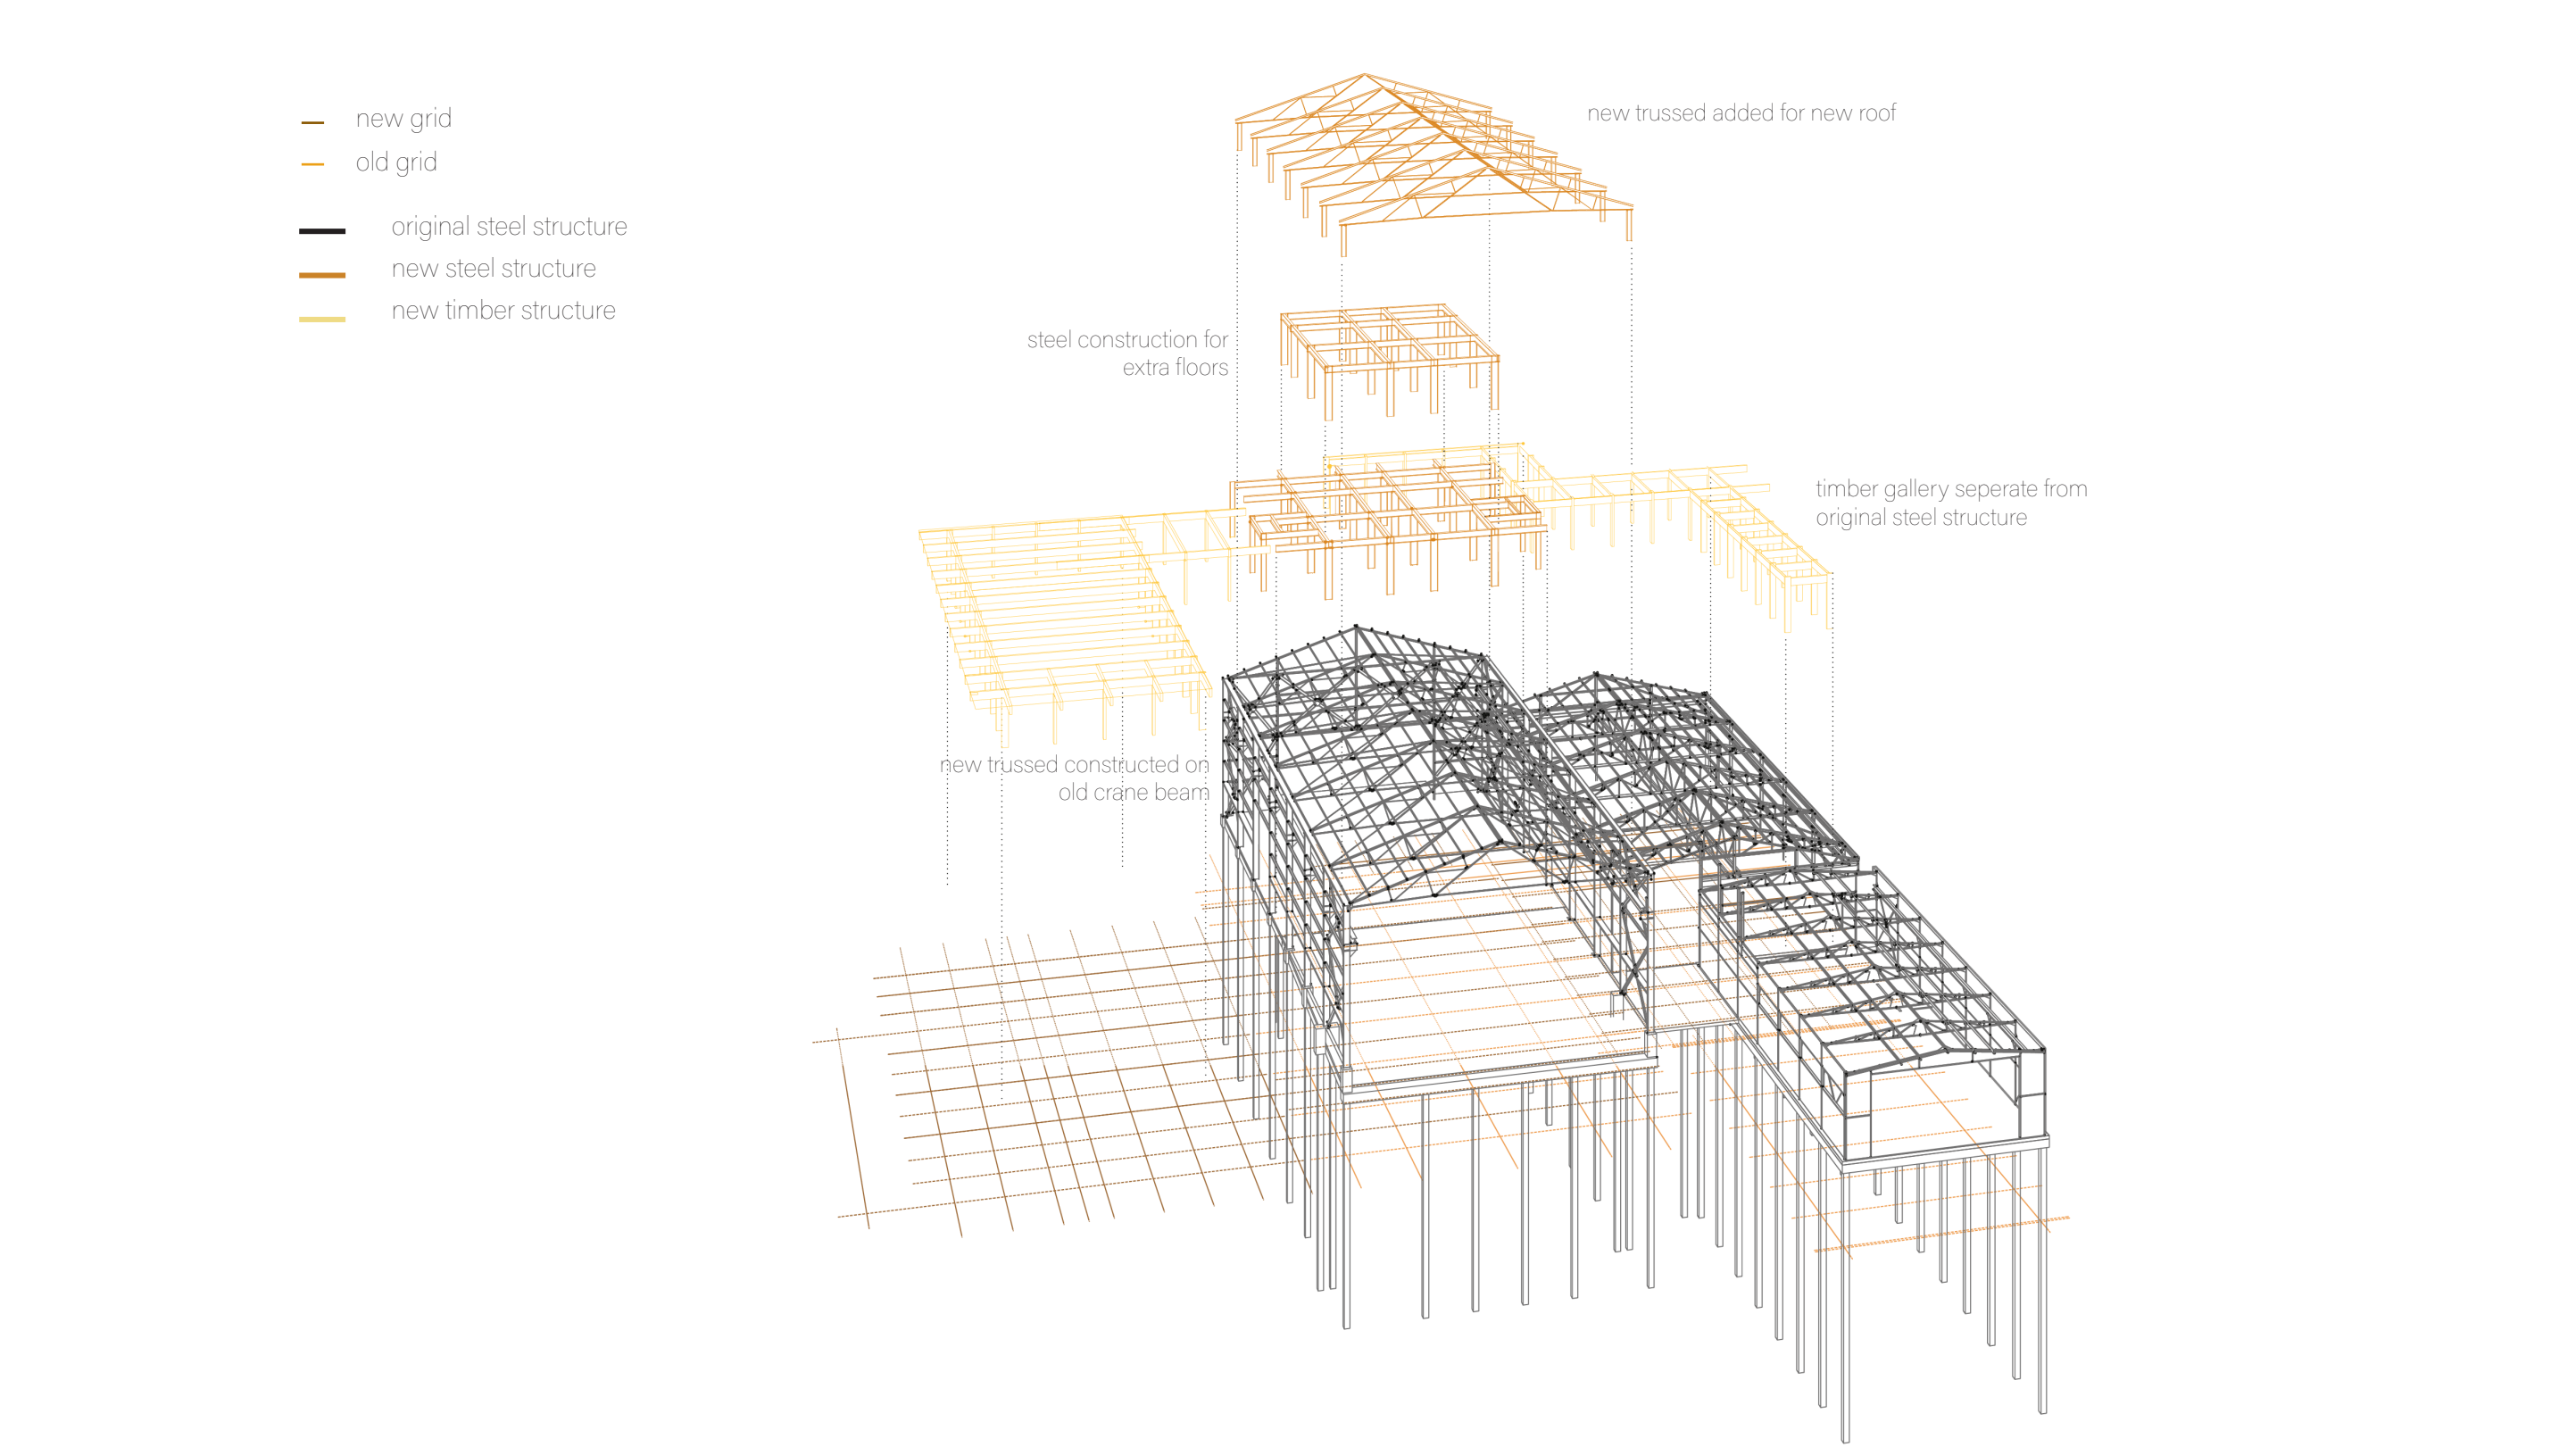 new grid
old grid
original steel structure
new steel structure
new timber structure
new trussed added for new roof
steel construction for
extra floors
timber gallery seperate from
original steel structure
new trussed constructed on
old crane beam